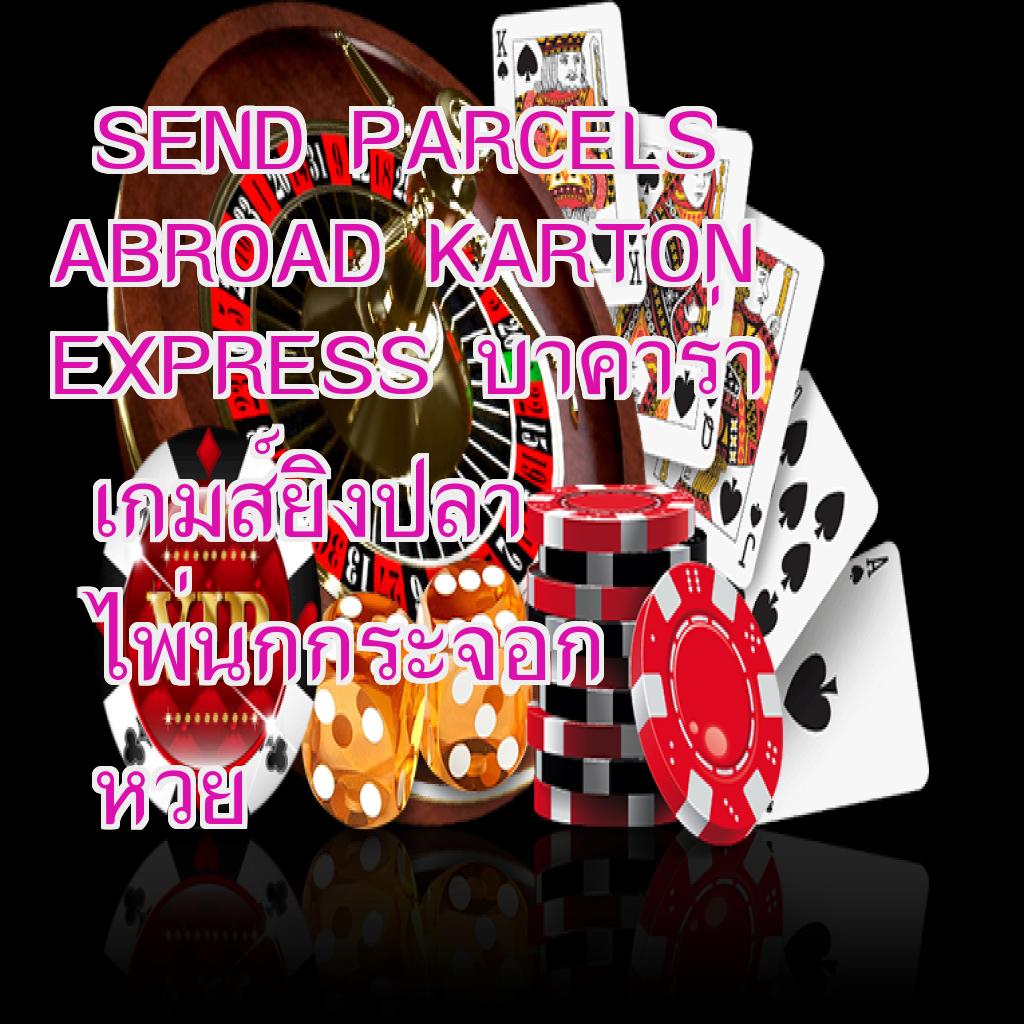 SEND PARCELS
ABROAD KARTON
EXPRESS บาคาร่า
เกมส์ยิงปลา
ไพ่นกกระจอก
หวย
VIP